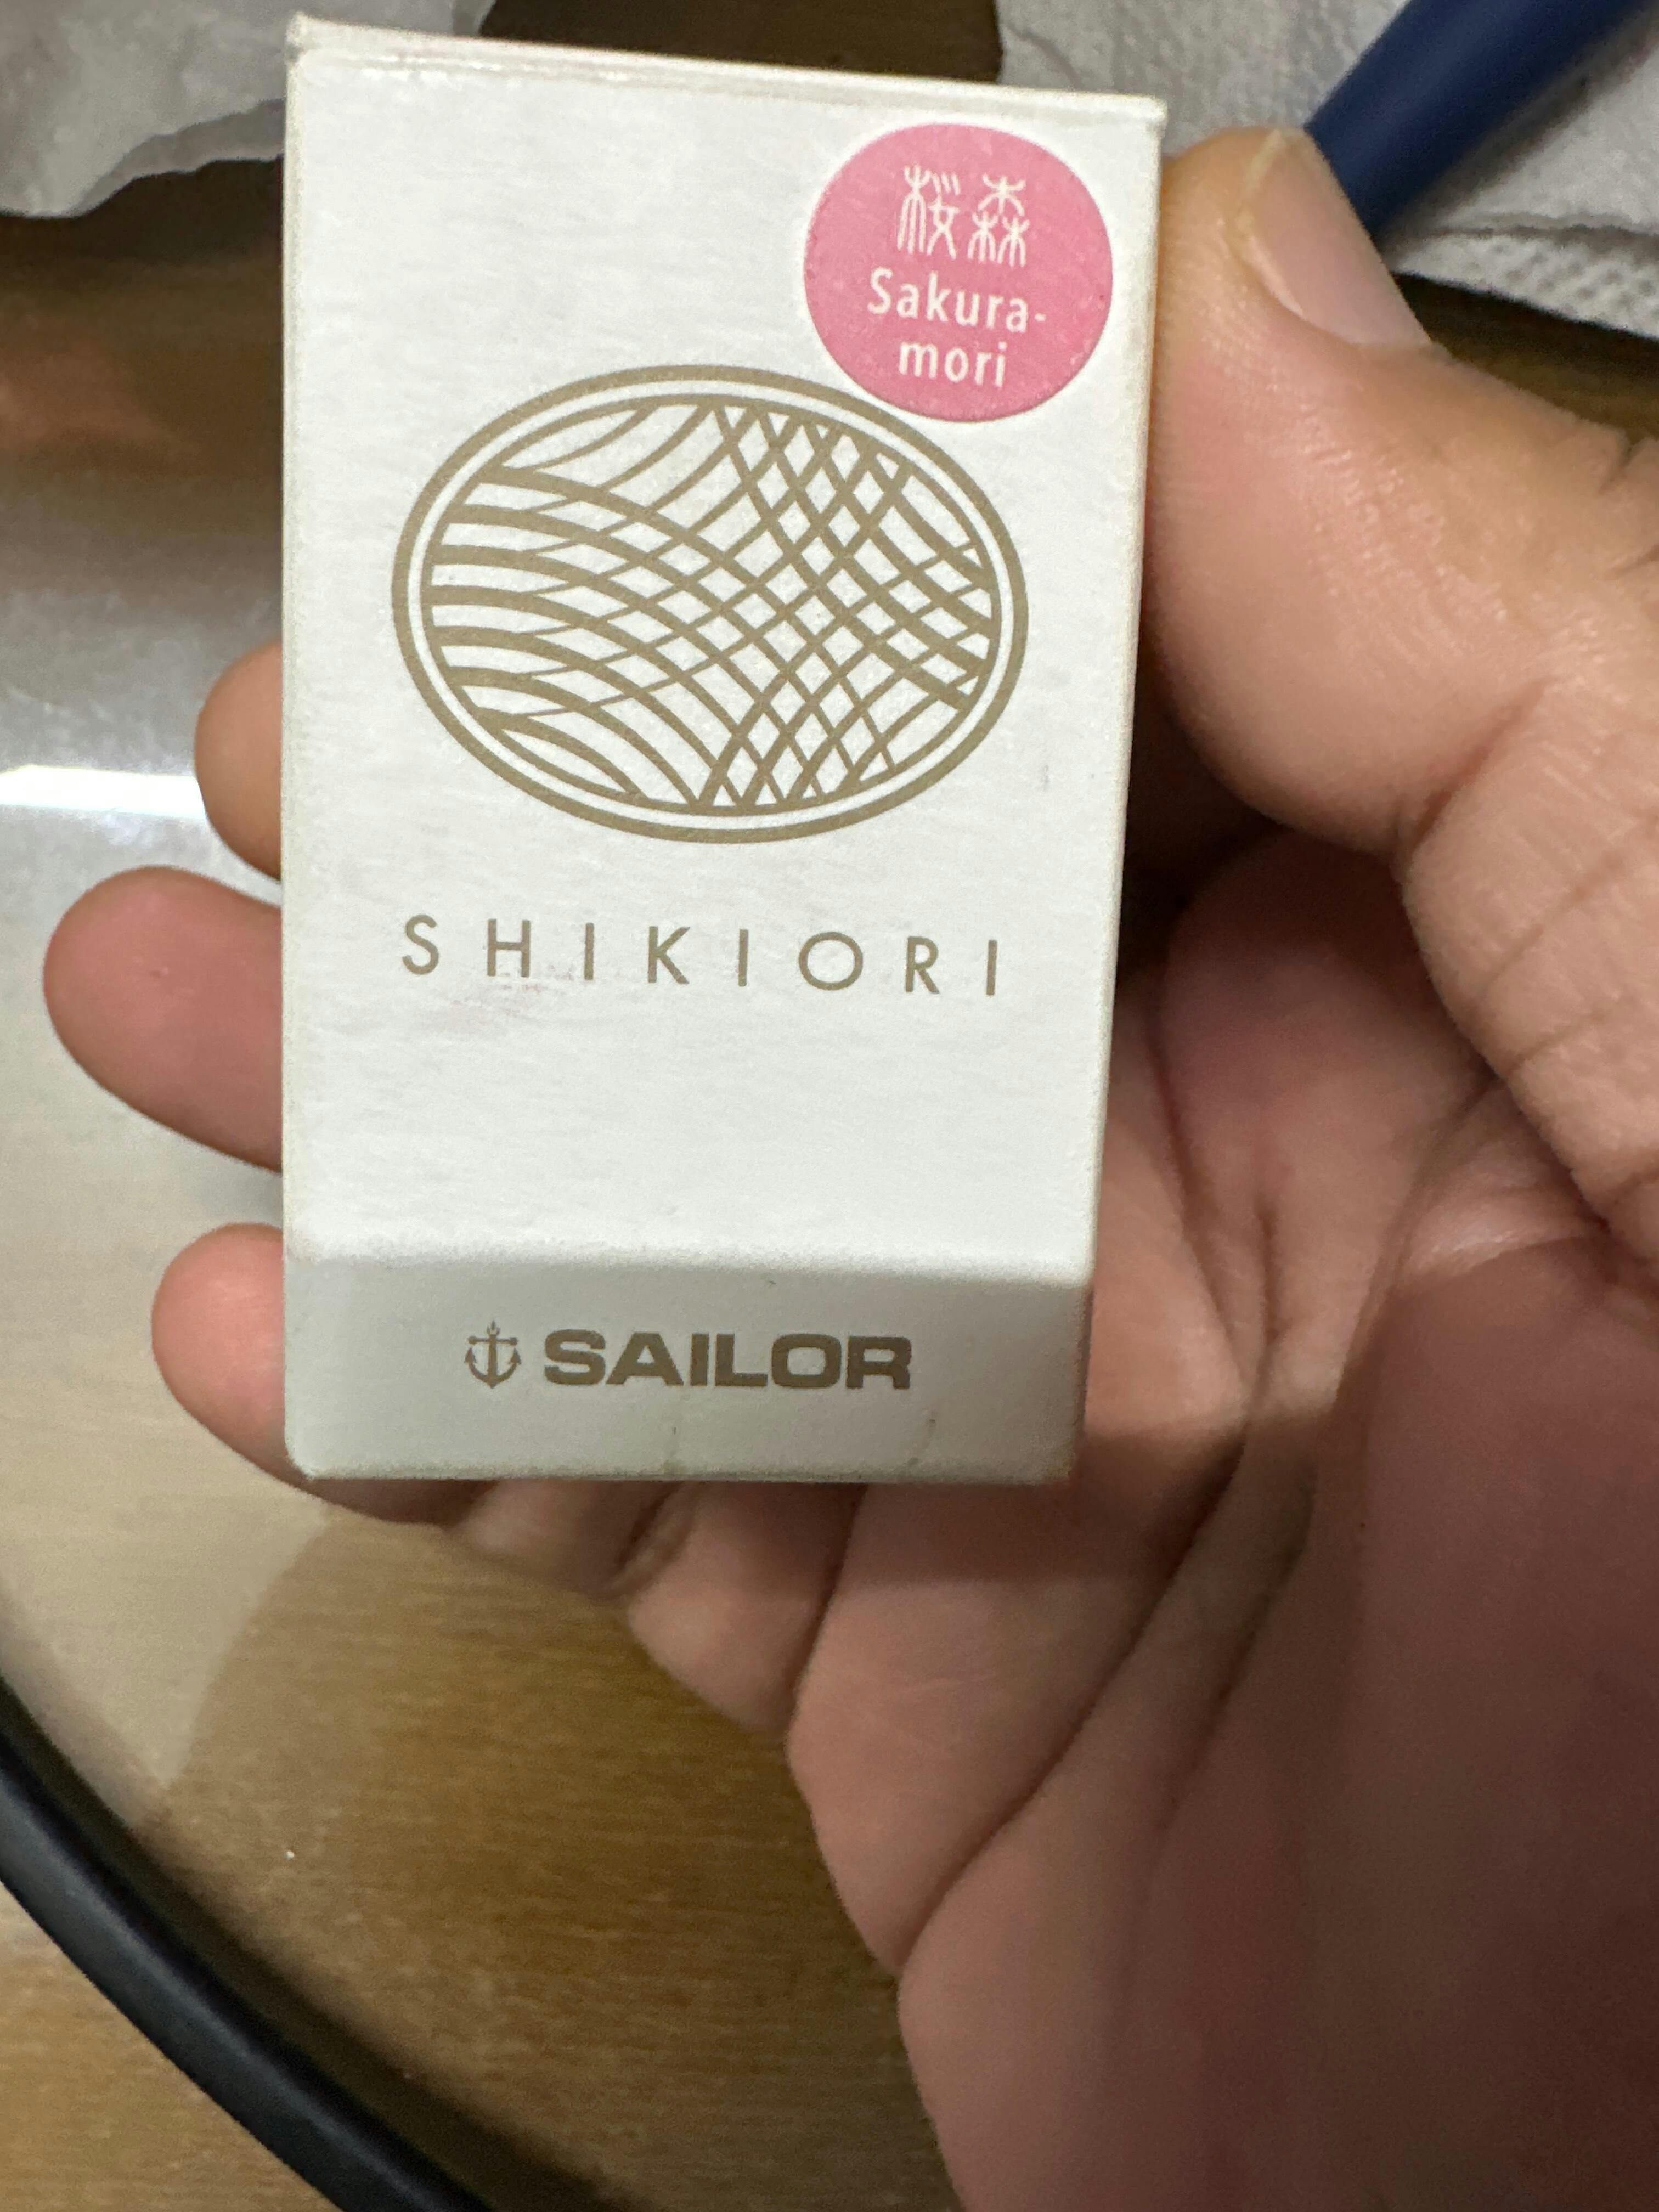 桜森
Sakura-
mori
SHIKIORI
SAILOR